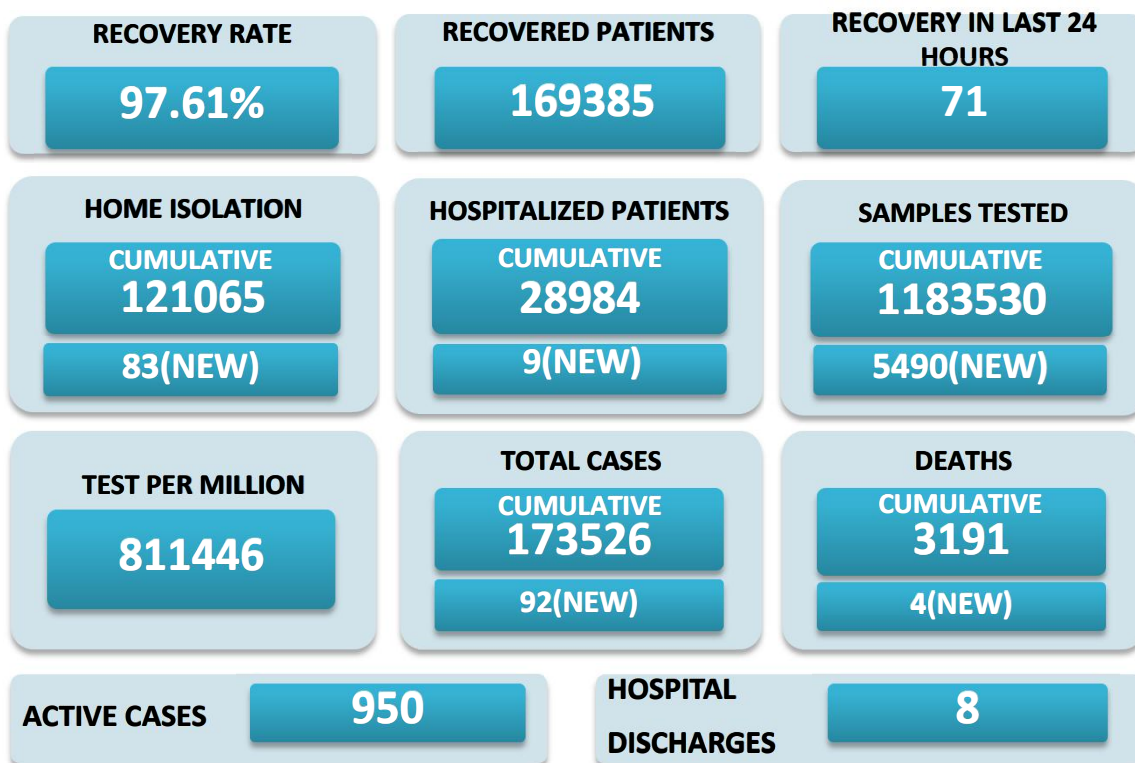 RECOVERY RATE
97.61%
RECOVERED PATIENTS
169385
RECOVERY IN LAST 24
HOURS
71
HOME ISOLATION
CUMULATIVE
121065
83(NEW)
HOSPITALIZED PATIENTS
CUMULATIVE
28984
9(NEW)
SAMPLES TESTED
CUMULATIVE
1183530
5490(NEW)
TEST PER MILLION
811446
TOTAL CASES
CUMULATIVE
173526
92(NEW)
DEATHS
CUMULATIVE
3191
4(NEW)
ACTIVE CASES
950
HOSPITAL
DISCHARGES
8